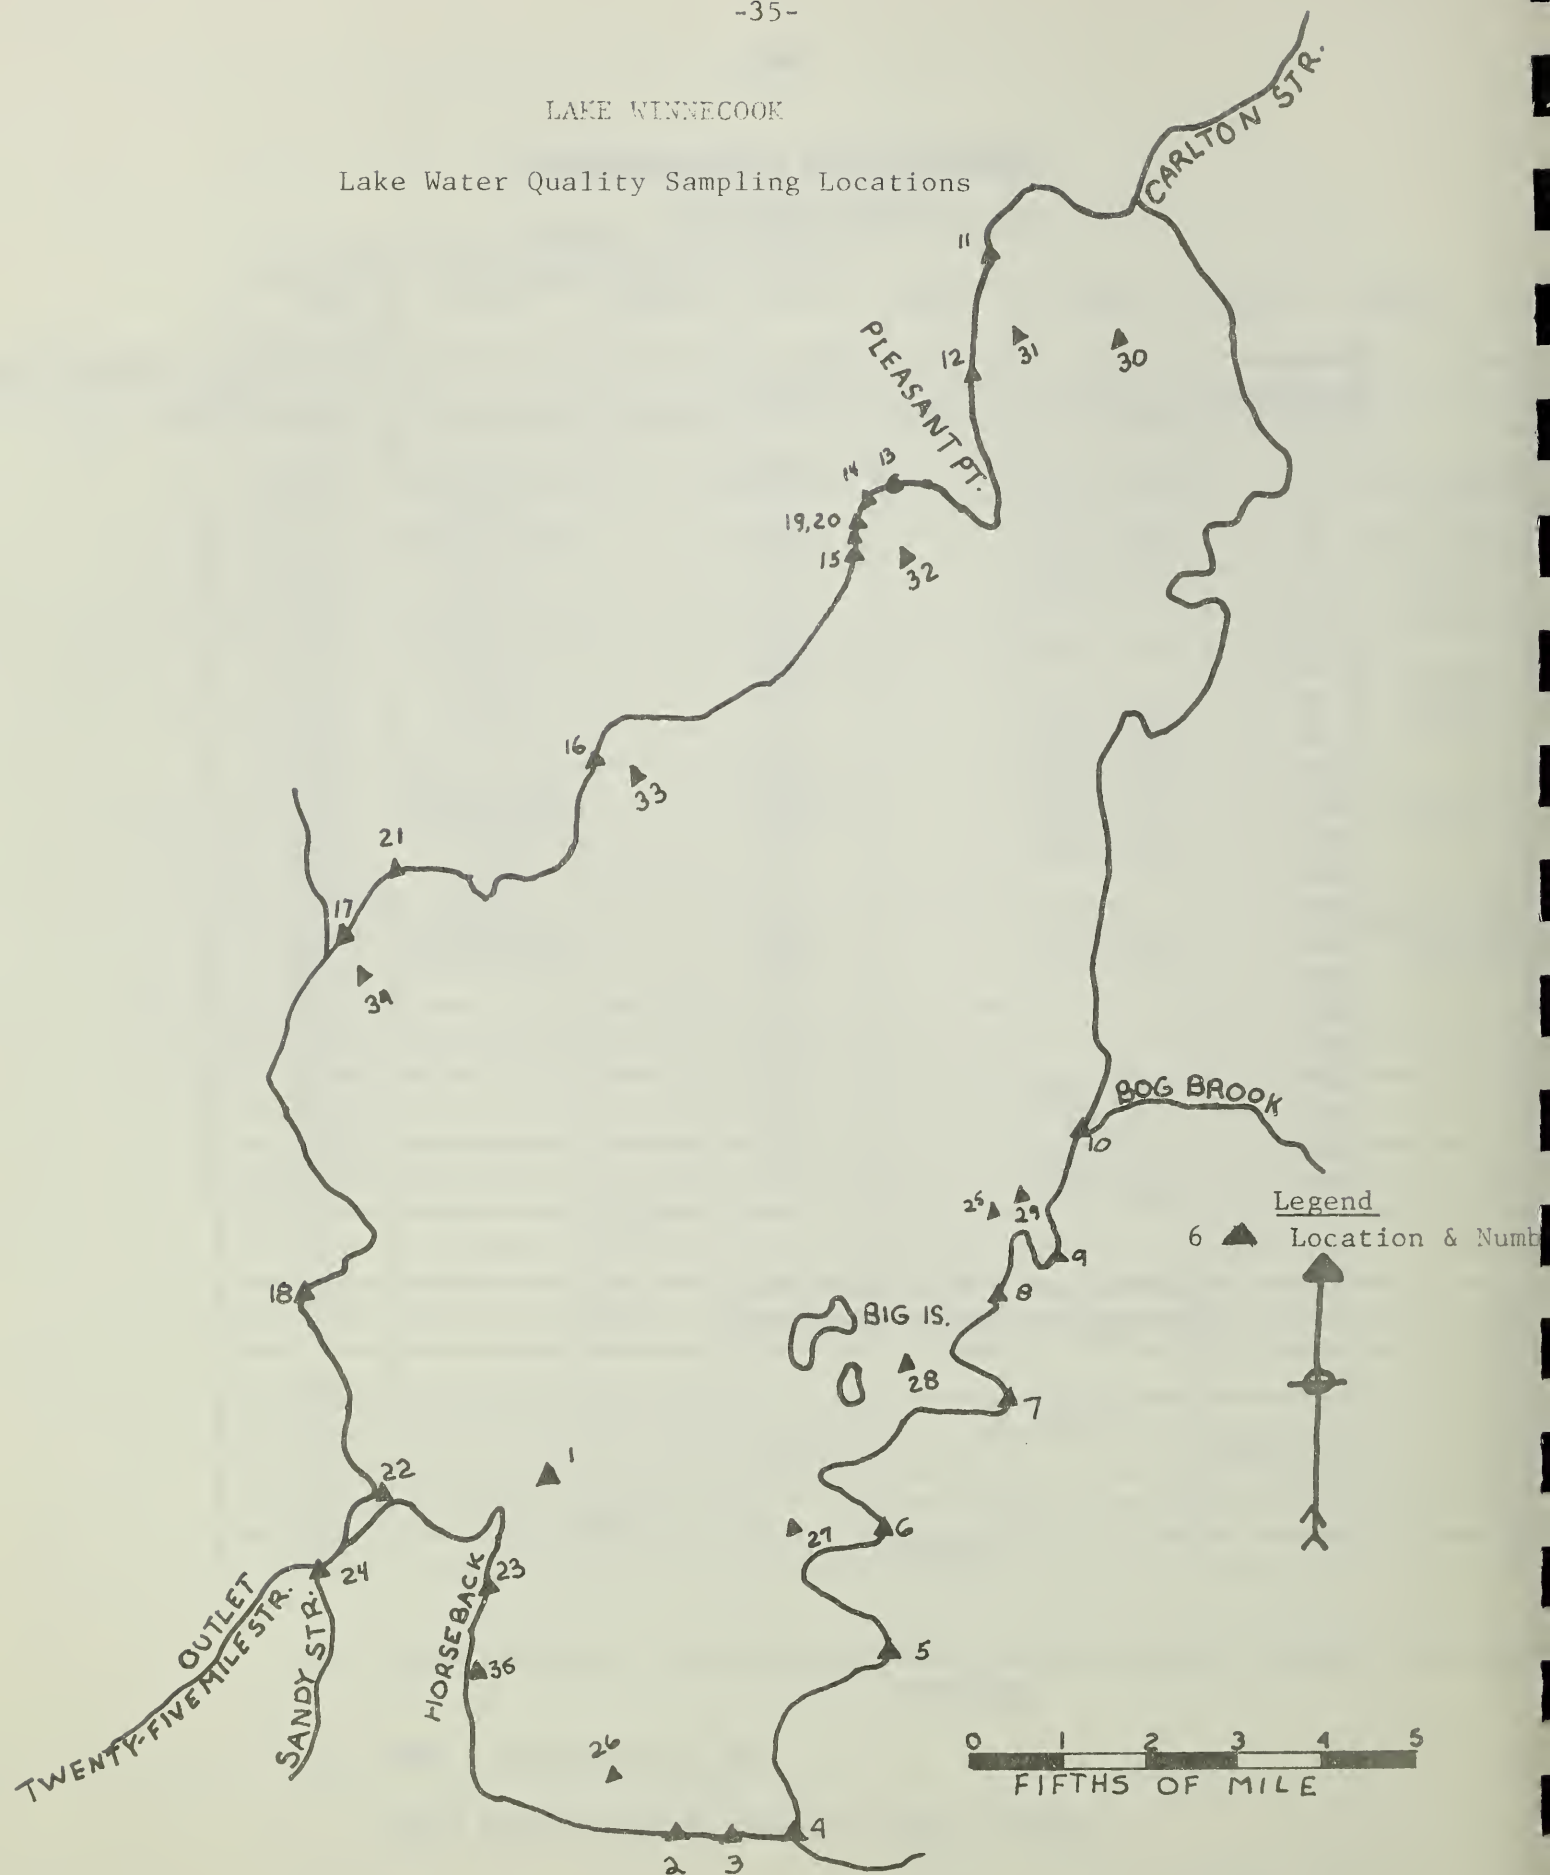 -35-
LAKE WINNECOOK
Lake Water Quality Sampling Locations
CARLTON STR.
11
PLEASANT PT.
12
31
30
14
13
19,20
15
32
16
33
21
17
34
BOG BROOK
10
25
29
Legend
6 Location & Numb
9
18
8
BIG IS.
28
7
1
22
27
6
24
23
OUTLET
TWENTY-FIVE MILE STR.
SANDY STR.
HORSEBACK
5
35
26
0 1 2 3 4 5
FIFTHS OF MILE
4
2
3